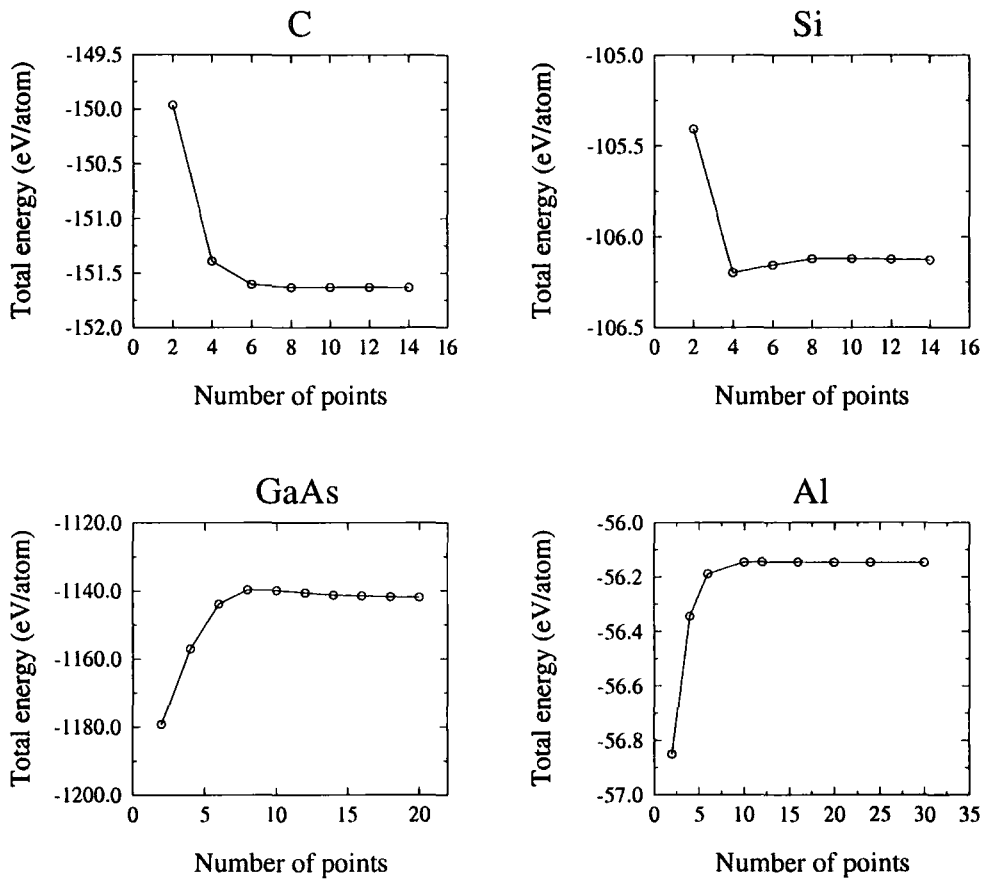 C
-149.5
-150.0
-150.5
-151.0
-151.5
-152.0
Total energy (eV/atom)
0 2 4 6 8 10 12 14 16
Number of points
Si
-105.0
-105.5
-106.0
-106.5
Total energy (eV/atom)
0 2 4 6 8 10 12 14 16
Number of points
GaAs
-1120.0
-1140.0
-1160.0
-1180.0
-1200.0
Total energy (eV/atom)
0 5 10 15 20
Number of points
Al
-56.0
-56.2
-56.4
-56.6
-56.8
-57.0
Total energy (eV/atom)
0 5 10 15 20 25 30 35
Number of points